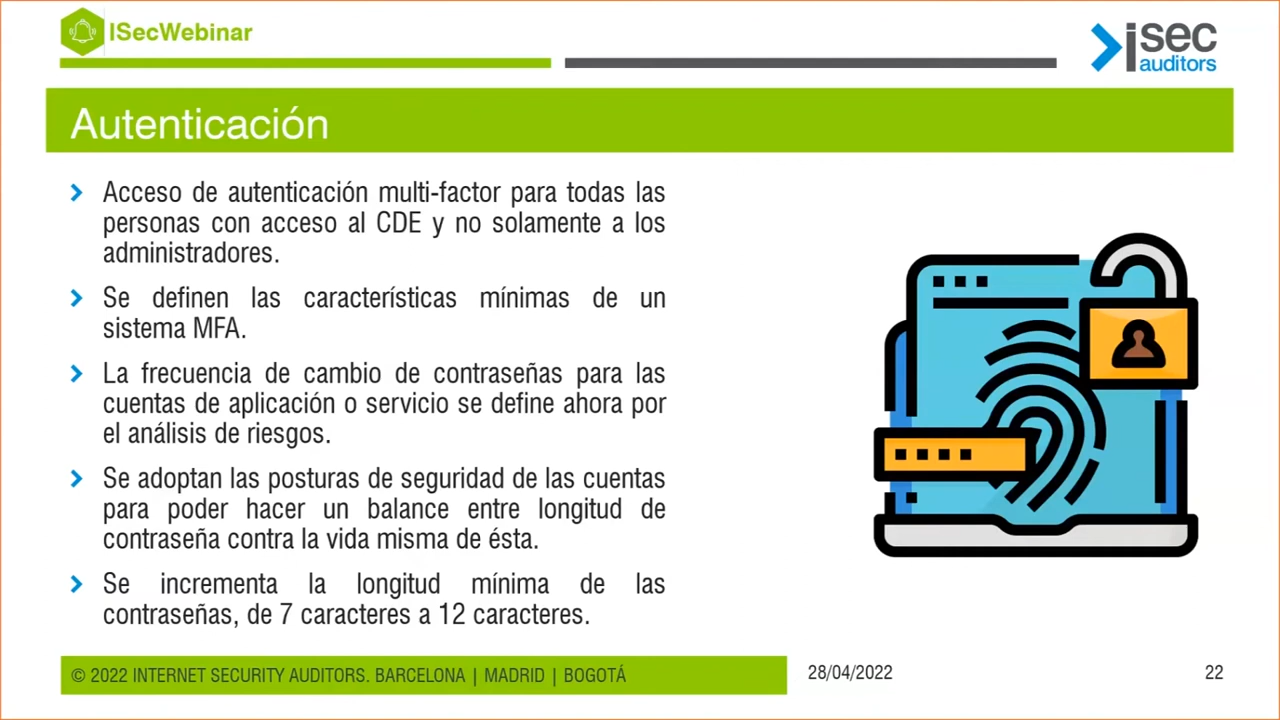 ISecWebinar
isec
auditors
Autenticación
Acceso de autenticación multi-factor para todas las
personas con acceso al CDE y no solamente a los
administradores.
Se definen las características mínimas de un
sistema MFA.
La frecuencia de cambio de contraseñas para las
cuentas de aplicación o servicio se define ahora por
el análisis de riesgos.
Se adoptan las posturas de seguridad de las cuentas
para poder hacer un balance entre longitud de
contraseña contra la vida misma de ésta.
Se incrementa la longitud mínima de las
contraseñas, de 7 caracteres a 12 caracteres.
© 2022 INTERNET SECURITY AUDITORS. BARCELONA | MADRID | BOGOTÁ
28/04/2022
22